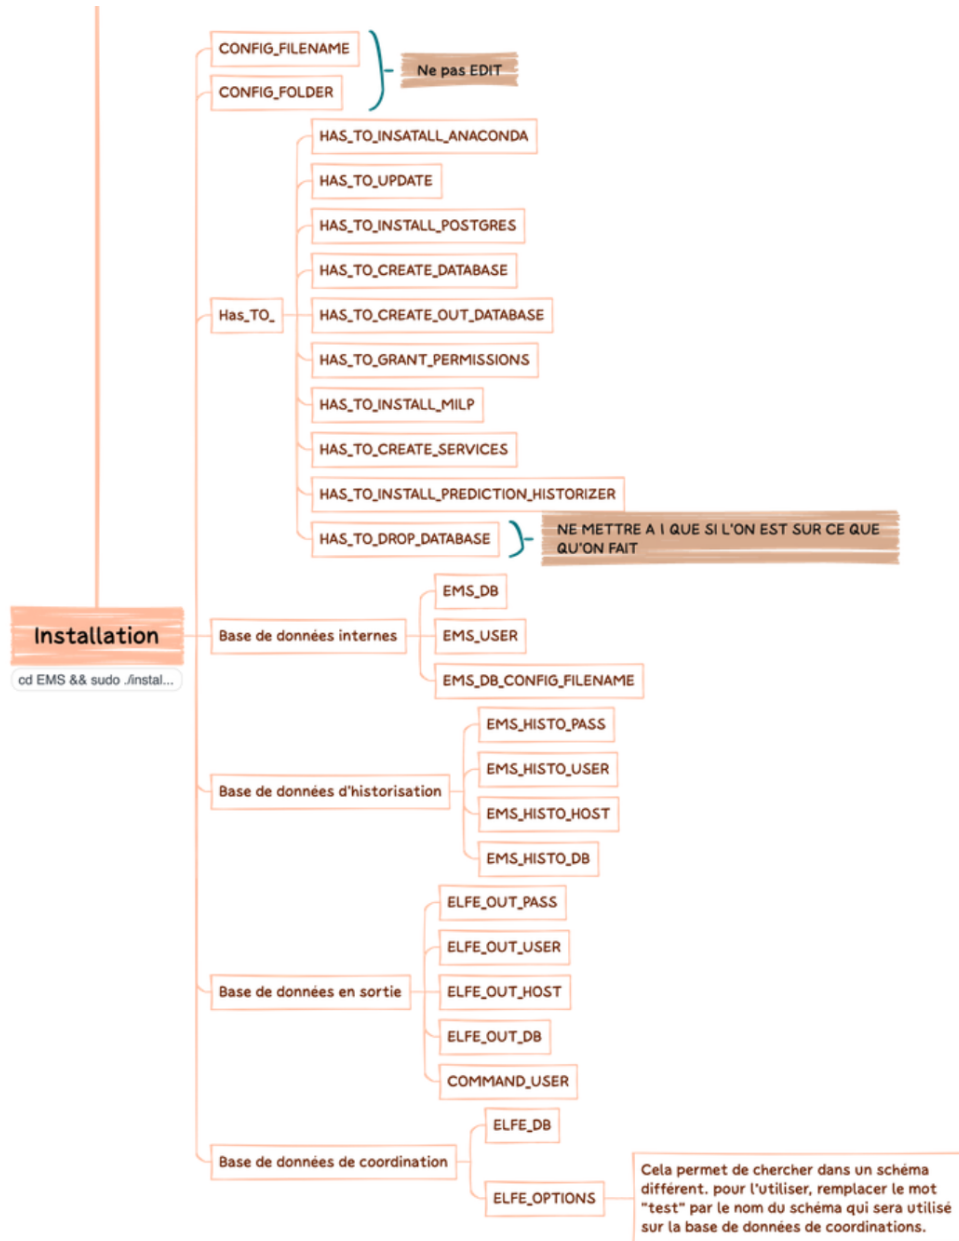 CONFIG_FILENAME
CONFIG_FOLDER
Ne pas EDIT
Has_TO_
HAS_TO_INSATALL_ANACONDA
HAS_TO_UPDATE
HAS_TO_INSTALL_POSTGRES
HAS_TO_CREATE_DATABASE
HAS_TO_CREATE_OUT_DATABASE
HAS_TO_GRANT_PERMISSIONS
HAS_TO_INSTALL_MILP
HAS_TO_CREATE_SERVICES
HAS_TO_INSTALL_PREDICTION_HISTORIZER
HAS_TO_DROP_DATABASE
NE METTRE A 1 QUE SI L'ON EST SUR CE QUE
QU'ON FAIT
Installation
cd EMS && sudo ./instal...
Base de données internes
EMS_DB
EMS_USER
EMS_DB_CONFIG_FILENAME
Base de données d'historisation
EMS_HISTO_PASS
EMS_HISTO_USER
EMS_HISTO_HOST
EMS_HISTO_DB
Base de données en sortie
ELFE_OUT_PASS
ELFE_OUT_USER
ELFE_OUT_HOST
ELFE_OUT_DB
COMMAND_USER
Base de données de coordination
ELFE_DB
ELFE_OPTIONS
Cela permet de chercher dans un schéma
différent. pour l'utiliser, remplacer le mot
"test" par le nom du schéma qui sera utilisé
sur la base de données de coordinations.